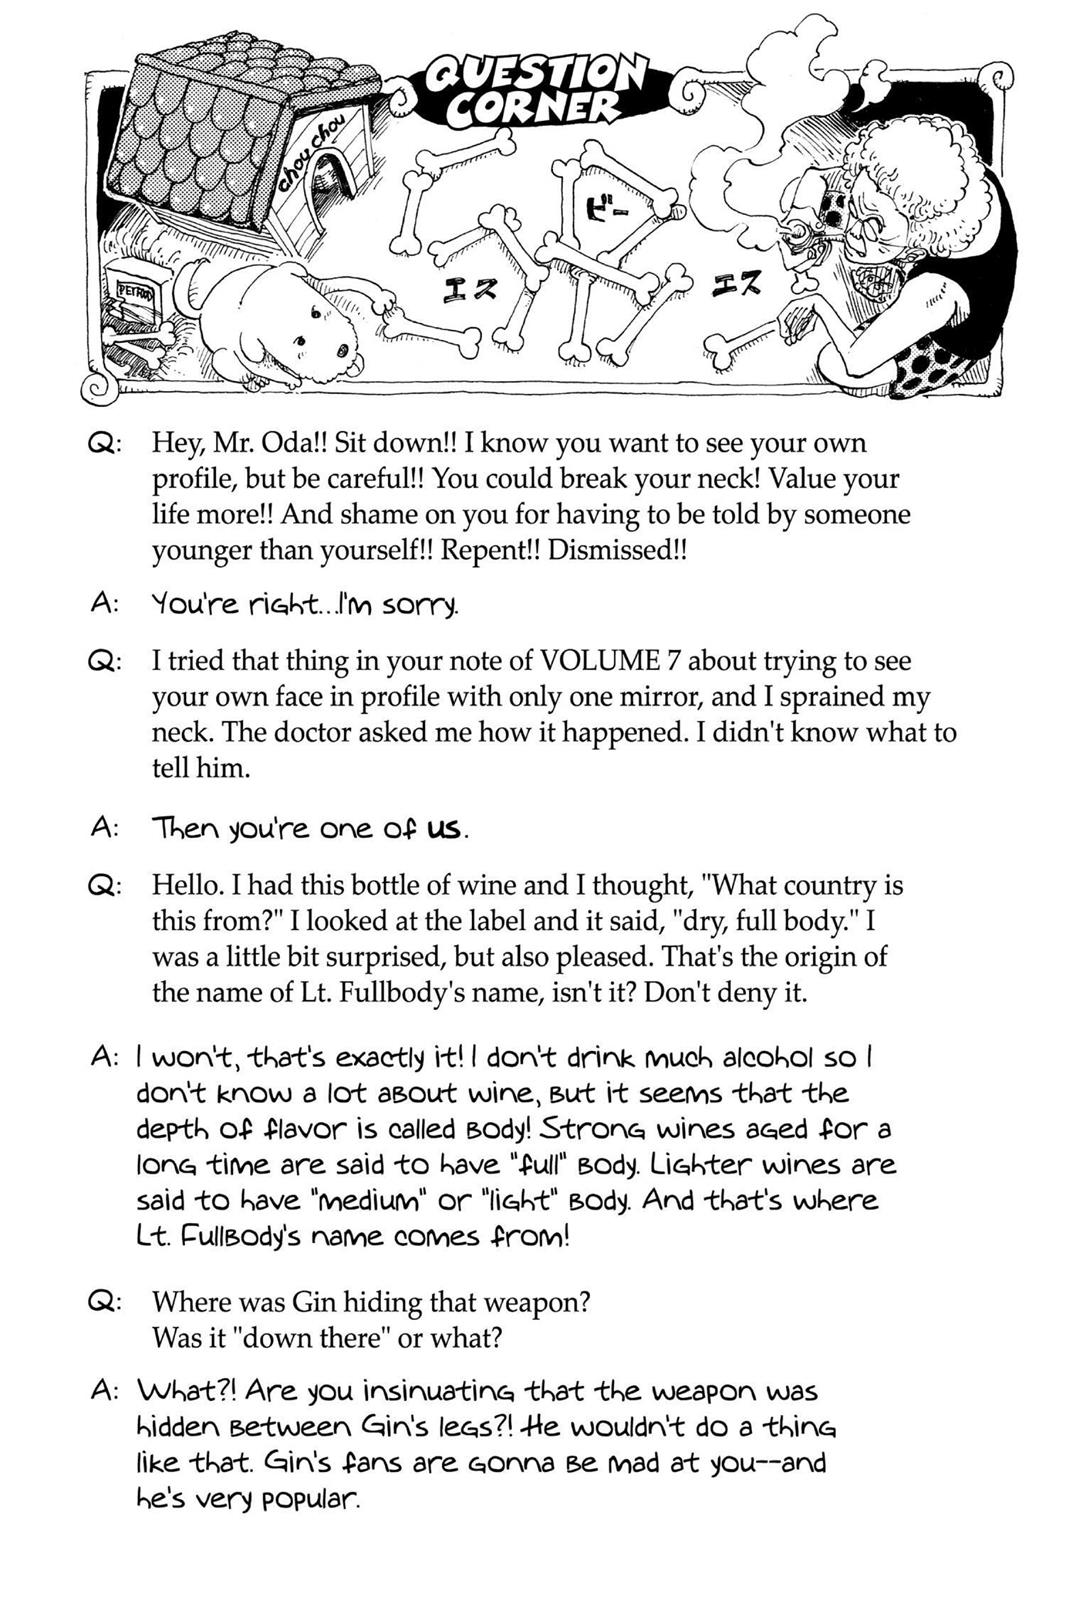 QUESTION
CORNER
chou chou
ビー
エス
エス
PETFOOD
Q: Hey, Mr. Oda!! Sit down!! I know you want to see your own
profile, but be careful!! You could break your neck! Value your
life more!! And shame on you for having to be told by someone
younger than yourself!! Repent!! Dismissed!!
A: You're right...I'm sorry.
Q: I tried that thing in your note of VOLUME 7 about trying to see
your own face in profile with only one mirror, and I sprained my
neck. The doctor asked me how it happened. I didn't know what to
tell him.
A: Then you're one of us.
Q: Hello. I had this bottle of wine and I thought, "What country is
this from?" I looked at the label and it said, "dry, full body." I
was a little bit surprised, but also pleased. That's the origin of
the name of Lt. Fullbody's name, isn't it? Don't deny it.
A: I won't, that's exactly it! I don't drink much alcohol so I
don't know a lot about wine, but it seems that the
depth of flavor is called body! Strong wines aged for a
long time are said to have "full" body. Lighter wines are
said to have "medium" or "light" body. And that's where
Lt. Fullbody's name comes from!
Q: Where was Gin hiding that weapon?
Was it "down there" or what?
A: What?! Are you insinuating that the weapon was
hidden between Gin's legs?! He wouldn't do a thing
like that. Gin's fans are gonna be mad at you--and
he's very popular.